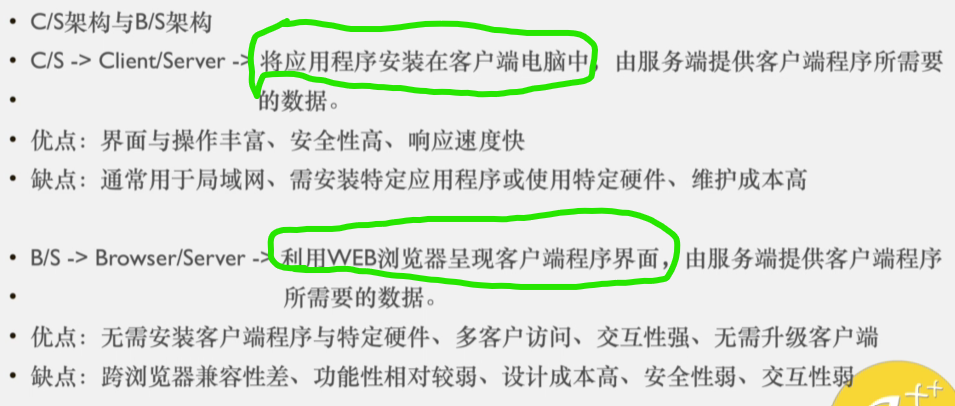 • C/S架构与B/S架构
• C/S -> Client/Server -> 将应用程序安装在客户端电脑中，由服务端提供客户端程序所需要
• 的数据。
• 优点：界面与操作丰富、安全性高、响应速度快
• 缺点：通常用于局域网、需安装特定应用程序或使用特定硬件、维护成本高
• B/S -> Browser/Server -> 利用WEB浏览器呈现客户端程序界面，由服务端提供客户端程序
• 所需要的数据。
• 优点：无需安装客户端程序与特定硬件、多客户访问、交互性强、无需升级客户端
• 缺点：跨浏览器兼容性差、功能性相对较弱、设计成本高、安全性弱、交互性弱
++